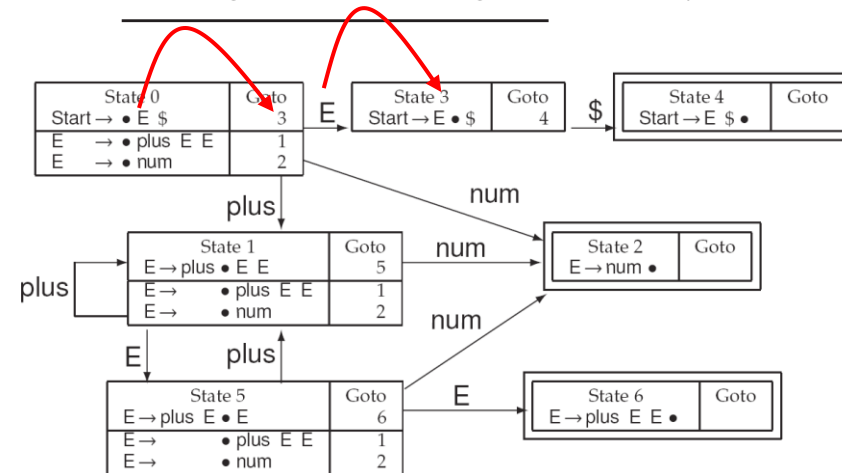 State 0 Goto
Start → • E $ 3
E → • plus E E 1
E → • num 2
E
State 3 Goto
Start → E • $ 4
$
State 4 Goto
Start → E $ •
plus
num
State 1 Goto
E → plus • E E 5
E → • plus E E 1
E → • num 2
plus
num
State 2 Goto
E → num •
num
E
plus
State 5 Goto
E → plus E • E 6
E → • plus E E 1
E → • num 2
E
State 6 Goto
E → plus E E •